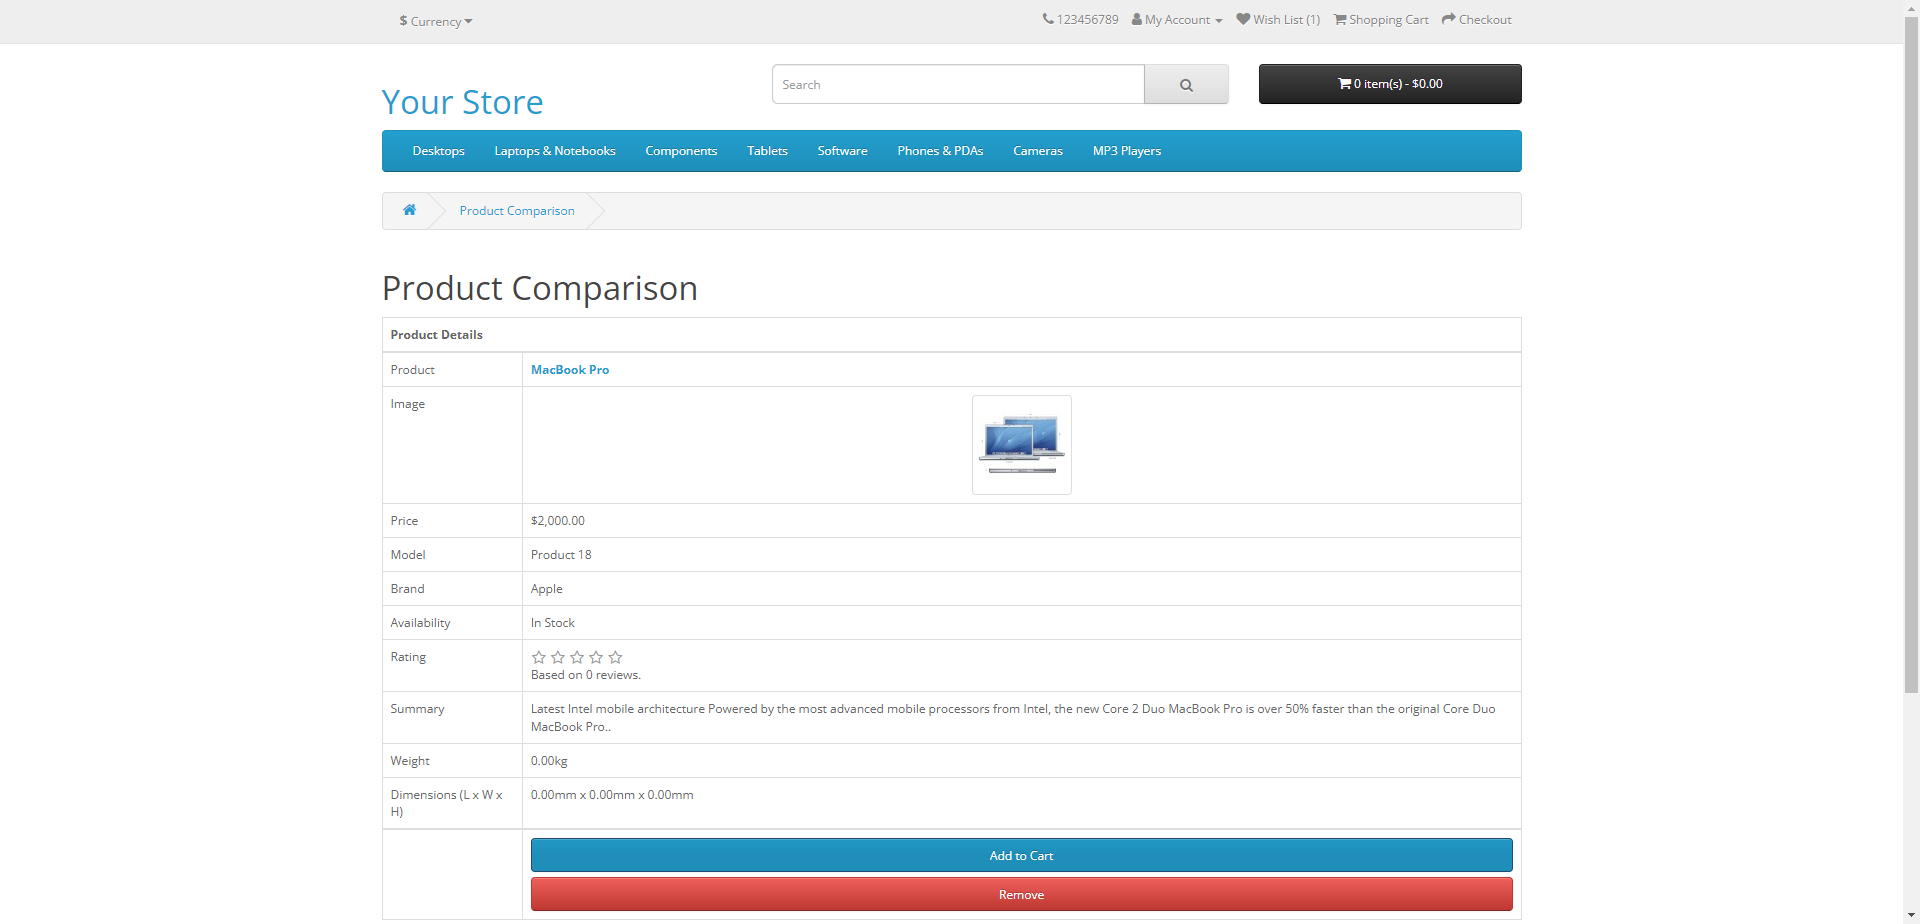 $ Currency
123456789 My Account Wish List (1) Shopping Cart Checkout
Your Store
Search
0 item(s) - $0.00
Desktops Laptops & Notebooks Components Tablets Software Phones & PDAs Cameras MP3 Players
Product Comparison
Product Comparison
Product Details
Product MacBook Pro
Image
Price $2,000.00
Model Product 18
Brand Apple
Availability In Stock
Rating
Based on 0 reviews.
Summary Latest Intel mobile architecture Powered by the most advanced mobile processors from Intel, the new Core 2 Duo MacBook Pro is over 50% faster than the original Core Duo
MacBook Pro..
Weight 0.00kg
Dimensions (L x W x 0.00mm x 0.00mm x 0.00mm
H)
Add to Cart
Remove